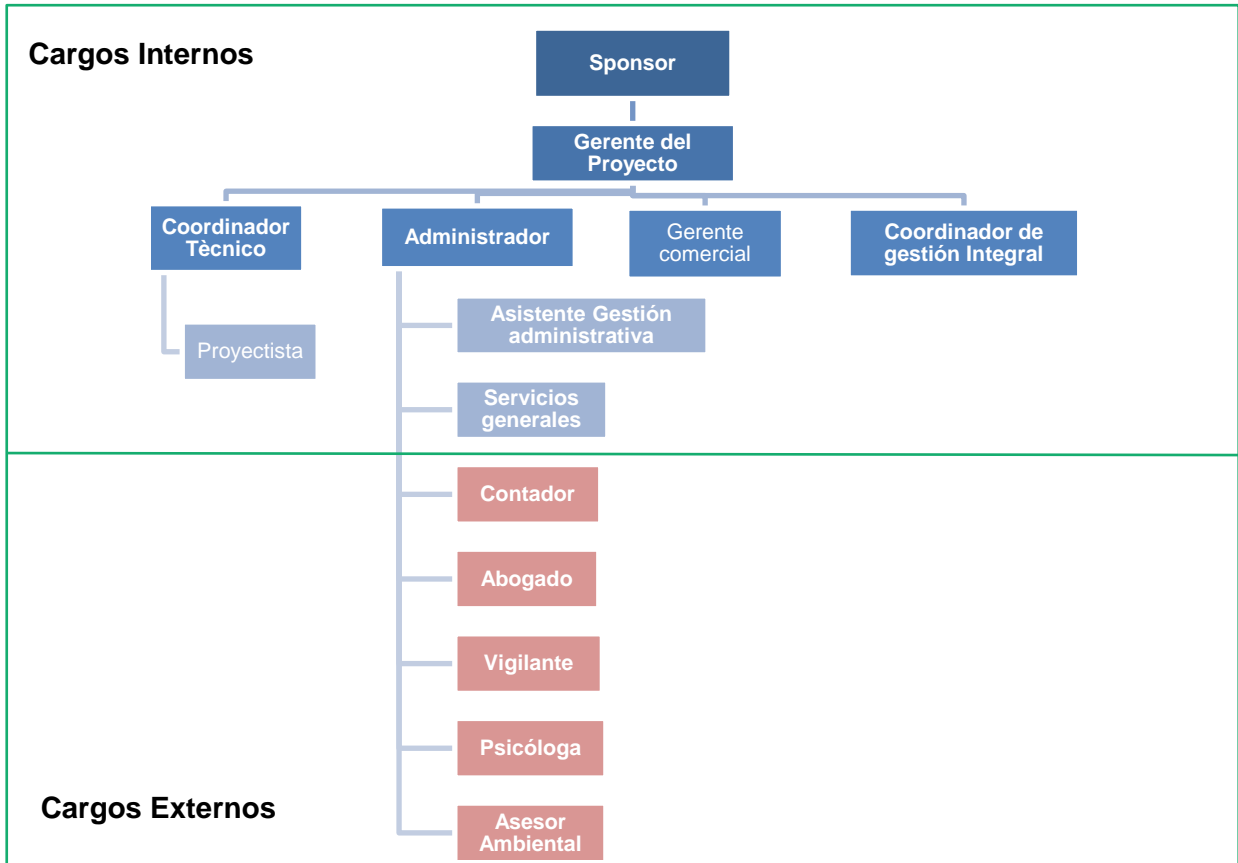 Cargos Internos
Sponsor
Gerente del
Proyecto
Coordinador
Tècnico
Administrador
Gerente
comercial
Coordinador de
gestión Integral
Proyectista
Asistente Gestión
administrativa
Servicios
generales
Contador
Abogado
Vigilante
Psicóloga
Cargos Externos
Asesor
Ambiental